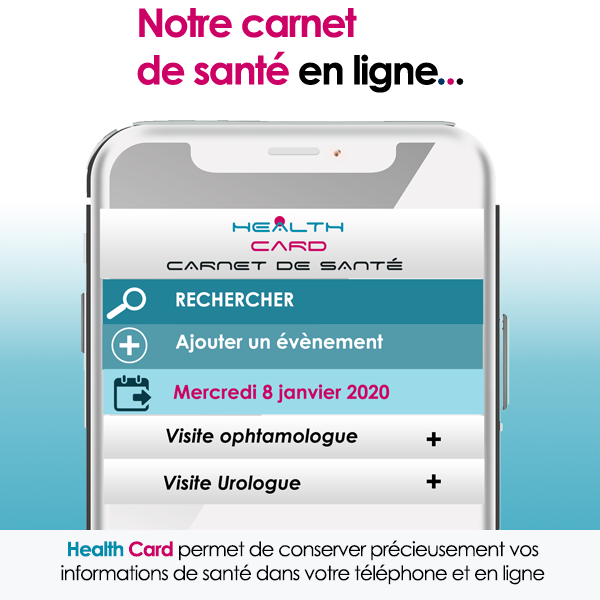 Notre carnet
de santé en ligne...
HEALTH
CARD
CARNET DE SANTÉ
RECHERCHER
Ajouter un évènement
Mercredi 8 janvier 2020
Visite ophtamologue +
Visite Urologue +
Health Card permet de conserver précieusement vos
informations de santé dans votre téléphone et en ligne